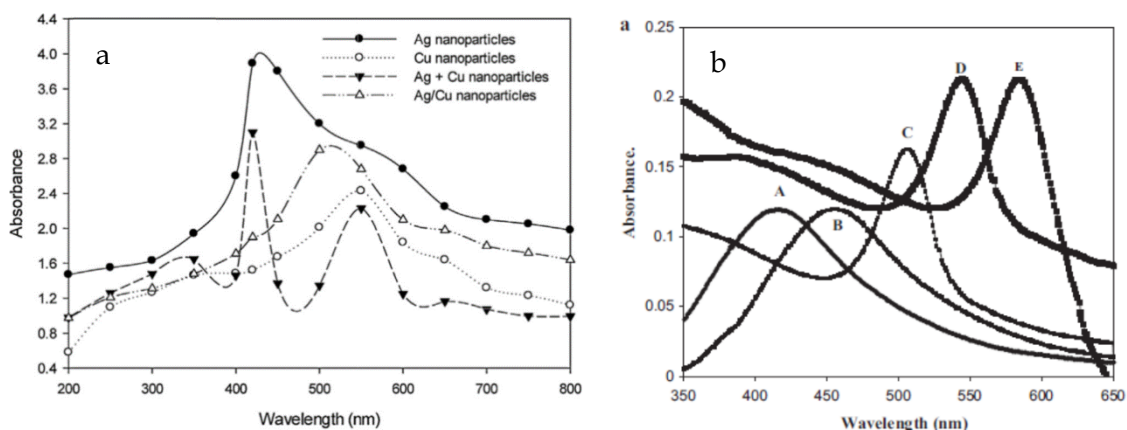 a
Ag nanoparticles
Cu nanoparticles
Ag + Cu nanoparticles
Ag/Cu nanoparticles
4.4
4.0
3.6
3.2
2.8
2.4
2.0
1.6
1.2
0.8
0.4
Absorbance
200 300 400 500 600 700 800
Wavelength (nm)
a
b
0.25
0.2
0.15
0.1
0.05
0
Absorbance.
A
B
C
D
E
350 400 450 500 550 600 650
Wavelength (nm)